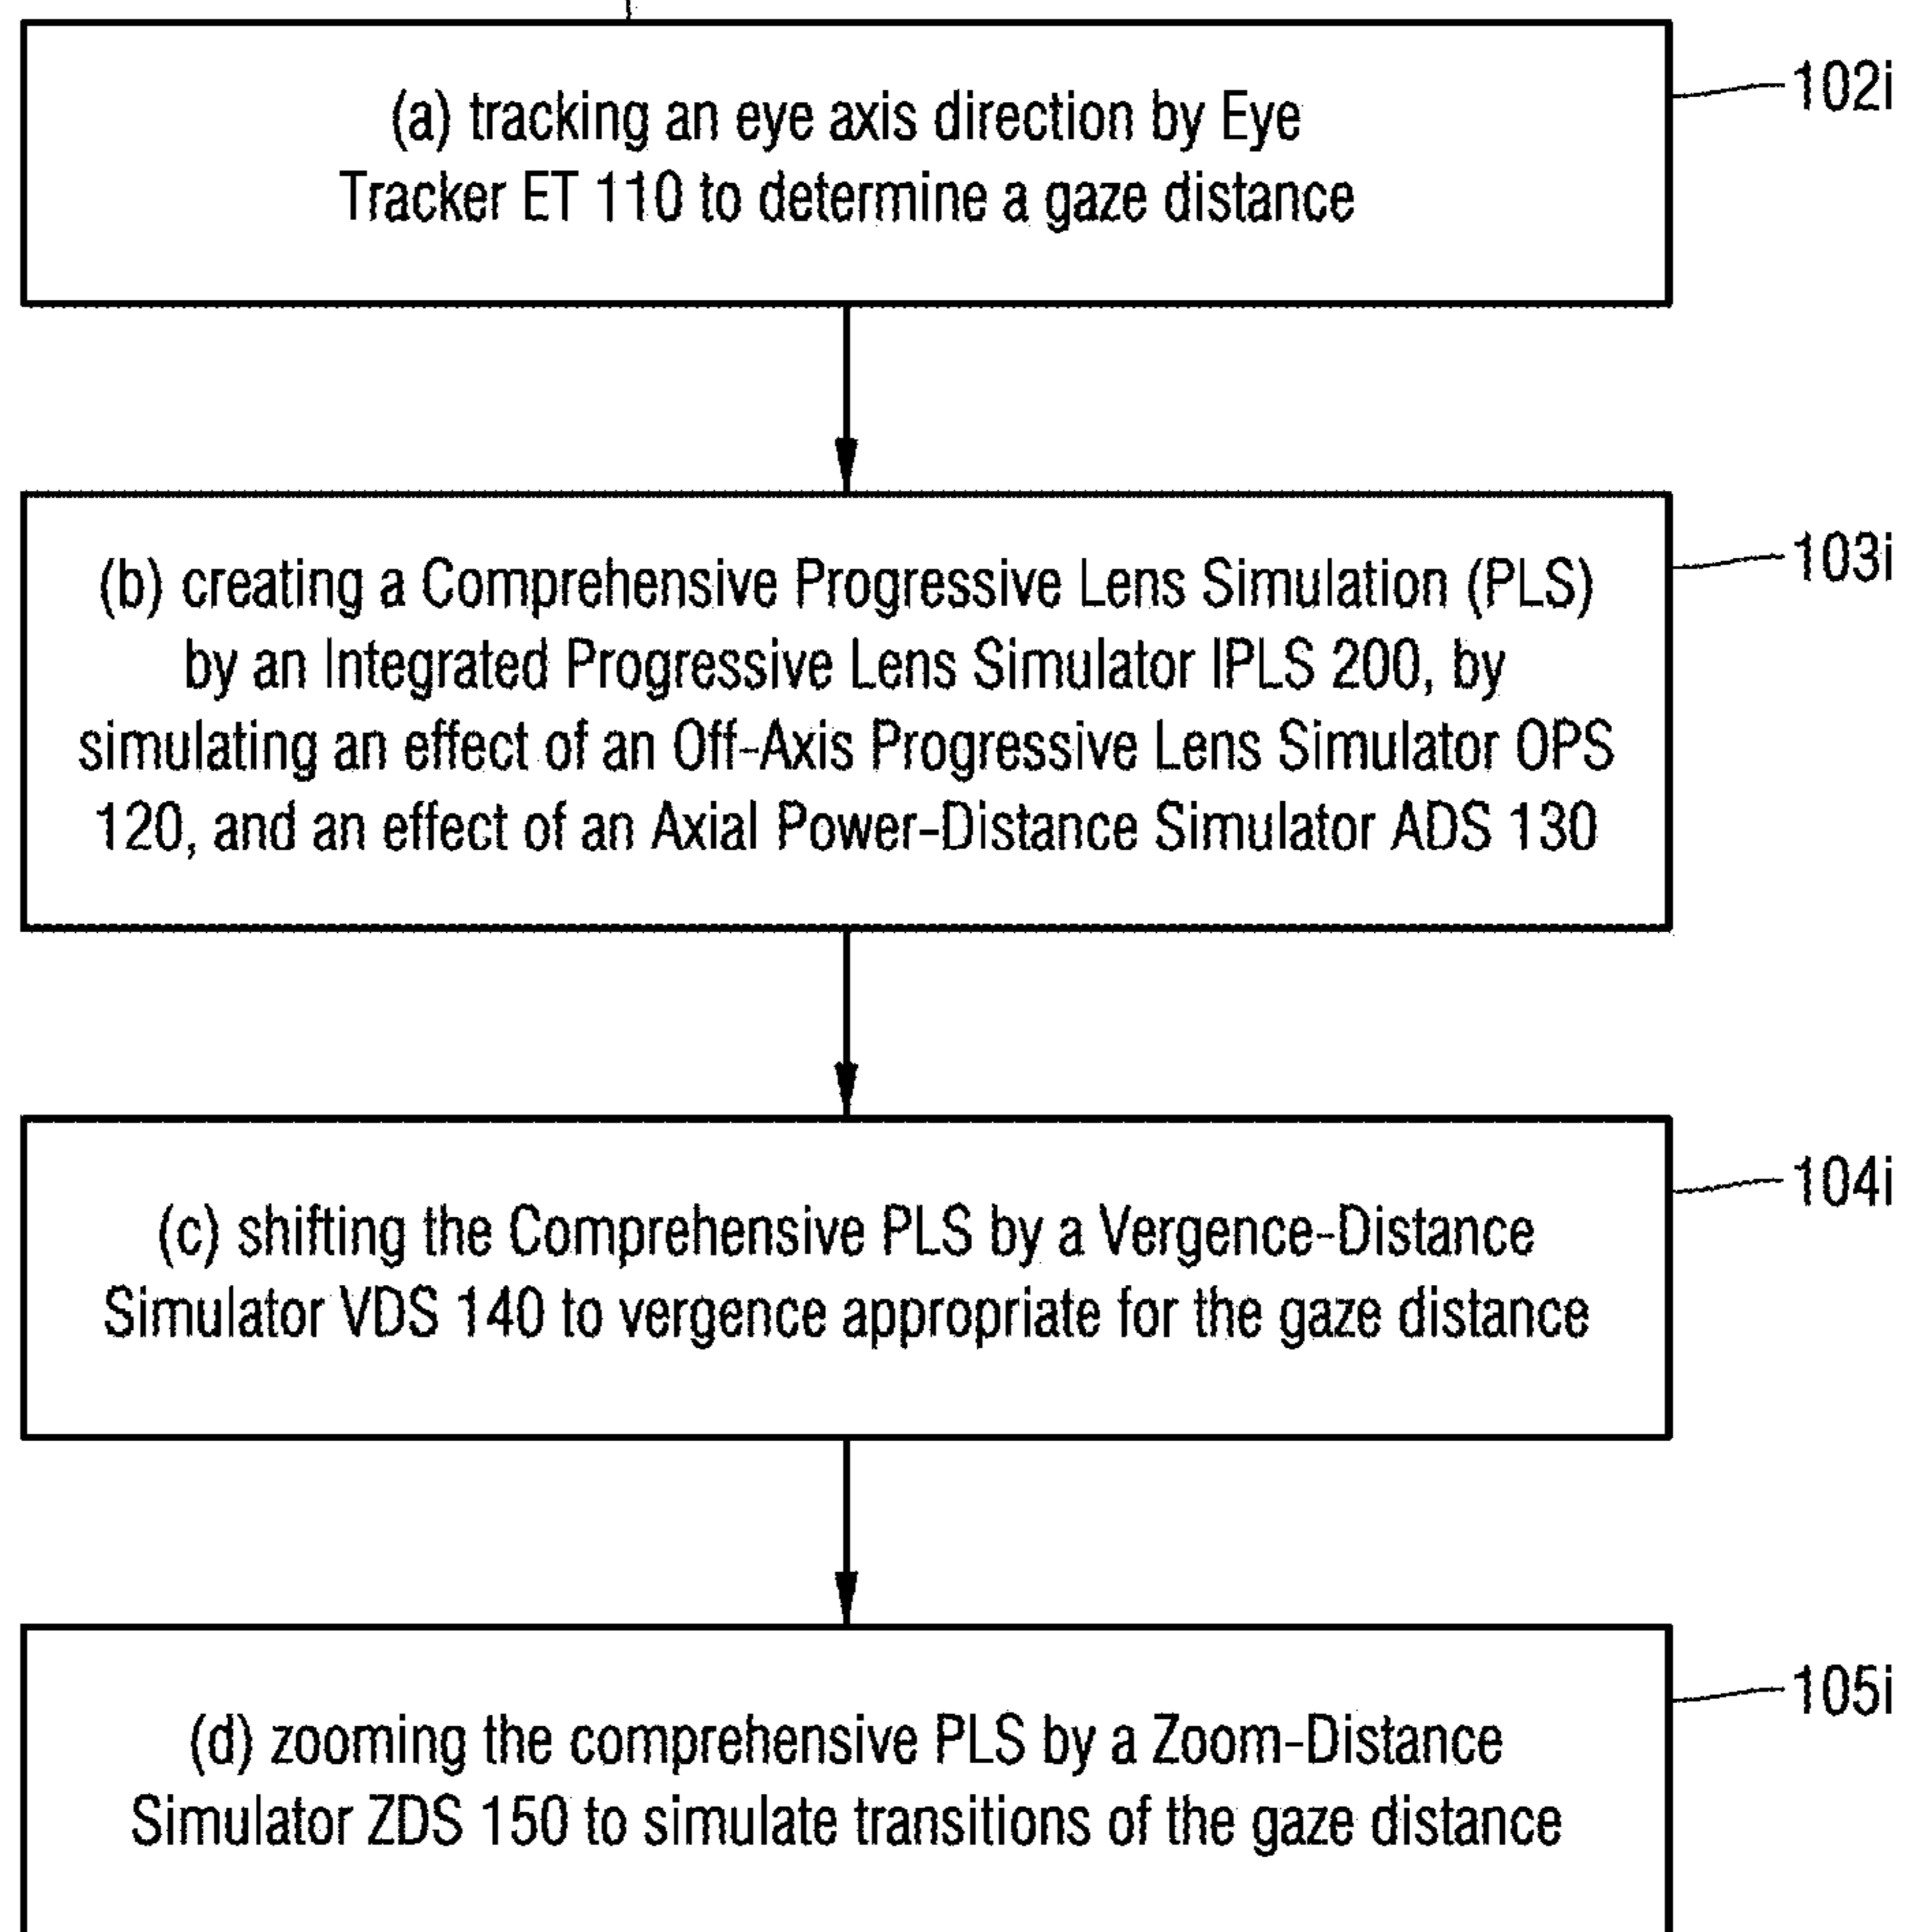 (a) tracking an eye axis direction by Eye
Tracker ET 110 to determine a gaze distance
102i
(b) creating a Comprehensive Progressive Lens Simulation (PLS)
by an Integrated Progressive Lens Simulator IPLS 200, by
simulating an effect of an Off-Axis Progressive Lens Simulator OPS
120, and an effect of an Axial Power-Distance Simulator ADS 130
103i
(c) shifting the Comprehensive PLS by a Vergence-Distance
Simulator VDS 140 to vergence appropriate for the gaze distance
104i
(d) zooming the comprehensive PLS by a Zoom-Distance
Simulator ZDS 150 to simulate transitions of the gaze distance
105i